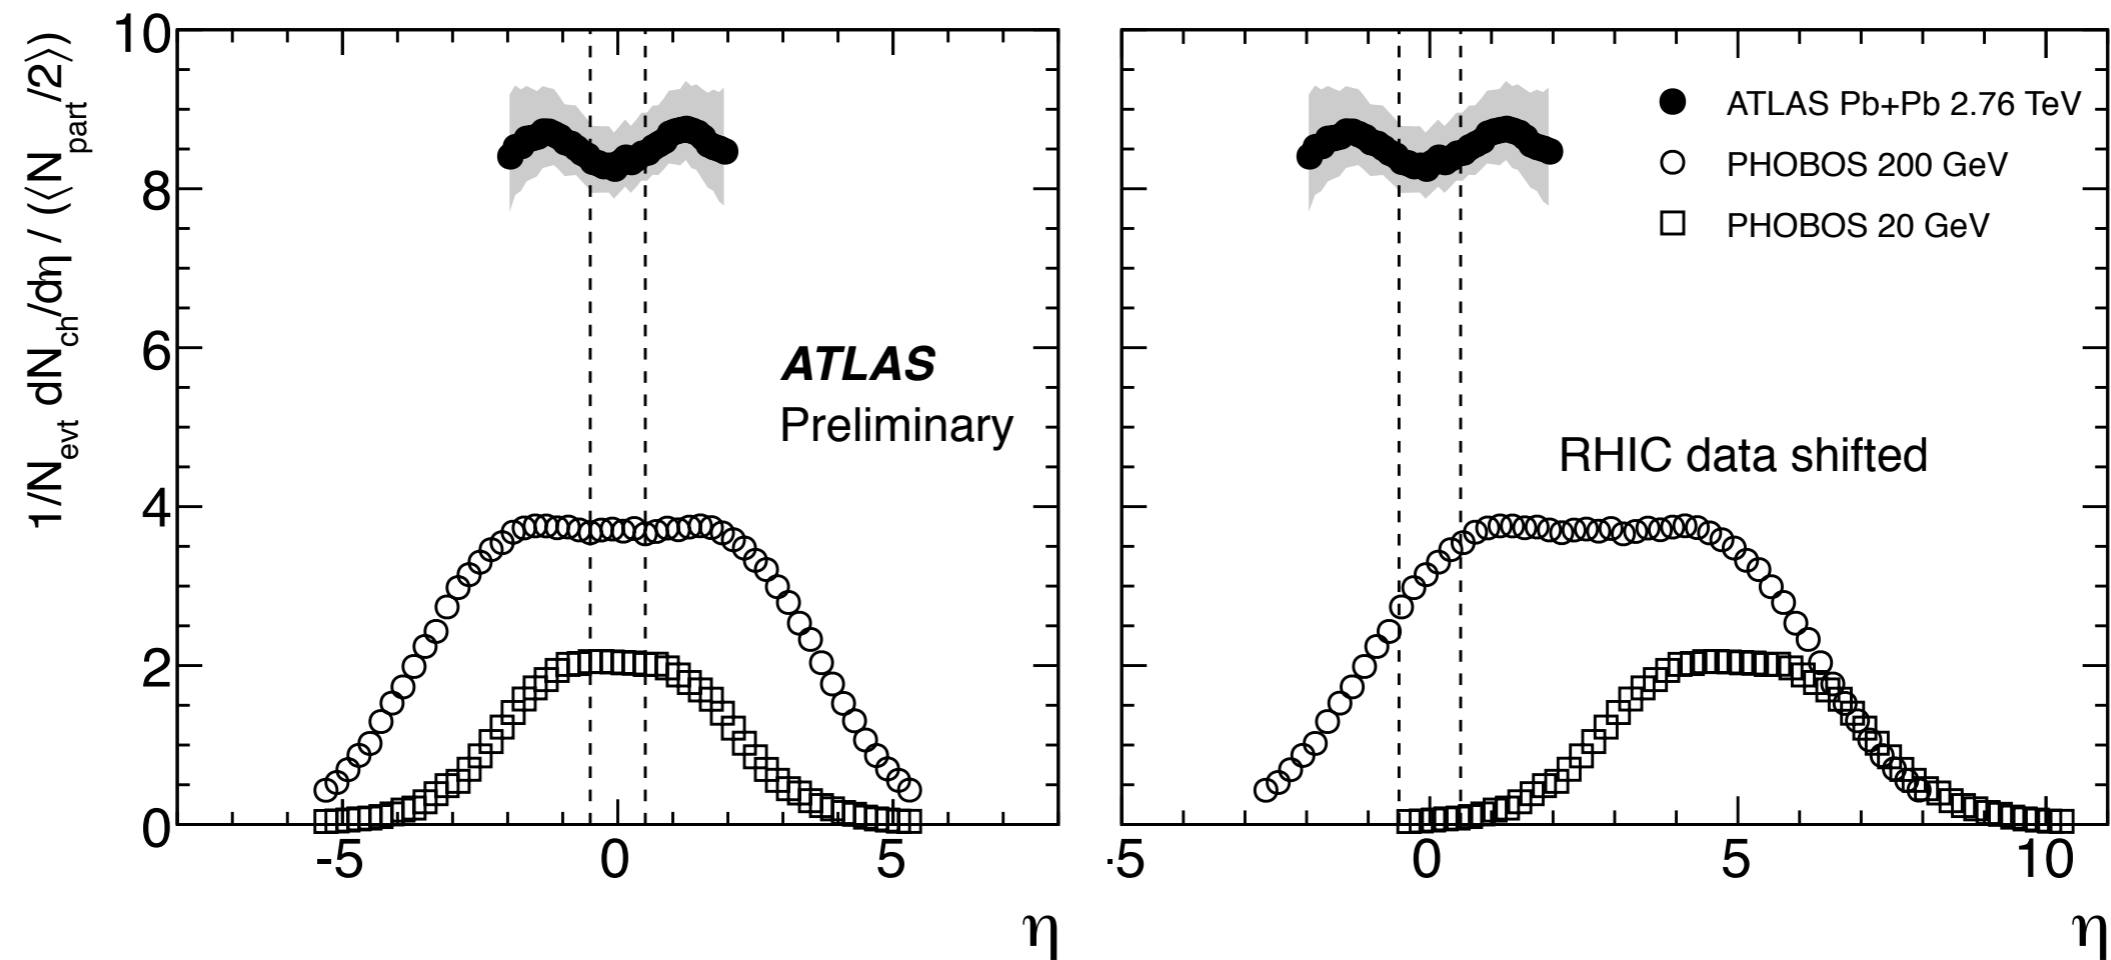 1/N_evt dN_ch/dη / (⟨N_part/2⟩)
10
8
6
4
2
0
ATLAS
Preliminary
-5 0 5
η
ATLAS Pb+Pb 2.76 TeV
PHOBOS 200 GeV
PHOBOS 20 GeV
RHIC data shifted
-5 0 5 10
η